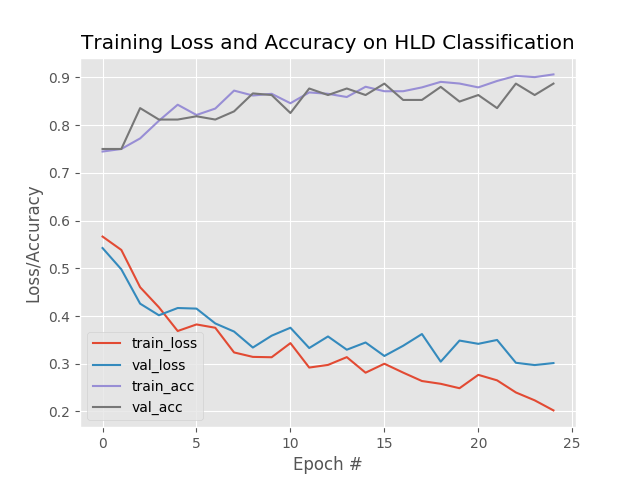 Training Loss and Accuracy on HLD Classification
Loss/Accuracy
0.9
0.8
0.7
0.6
0.5
0.4
0.3
0.2
train_loss
val_loss
train_acc
val_acc
0 5 10 15 20 25
Epoch #